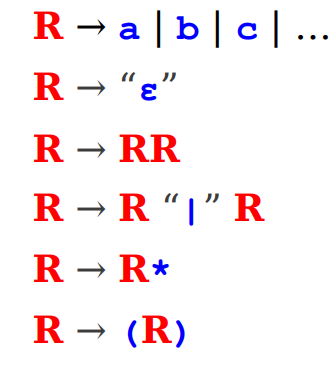 R → a | b | c | …
R → “ε”
R → RR
R → R “|” R
R → R*
R → (R)